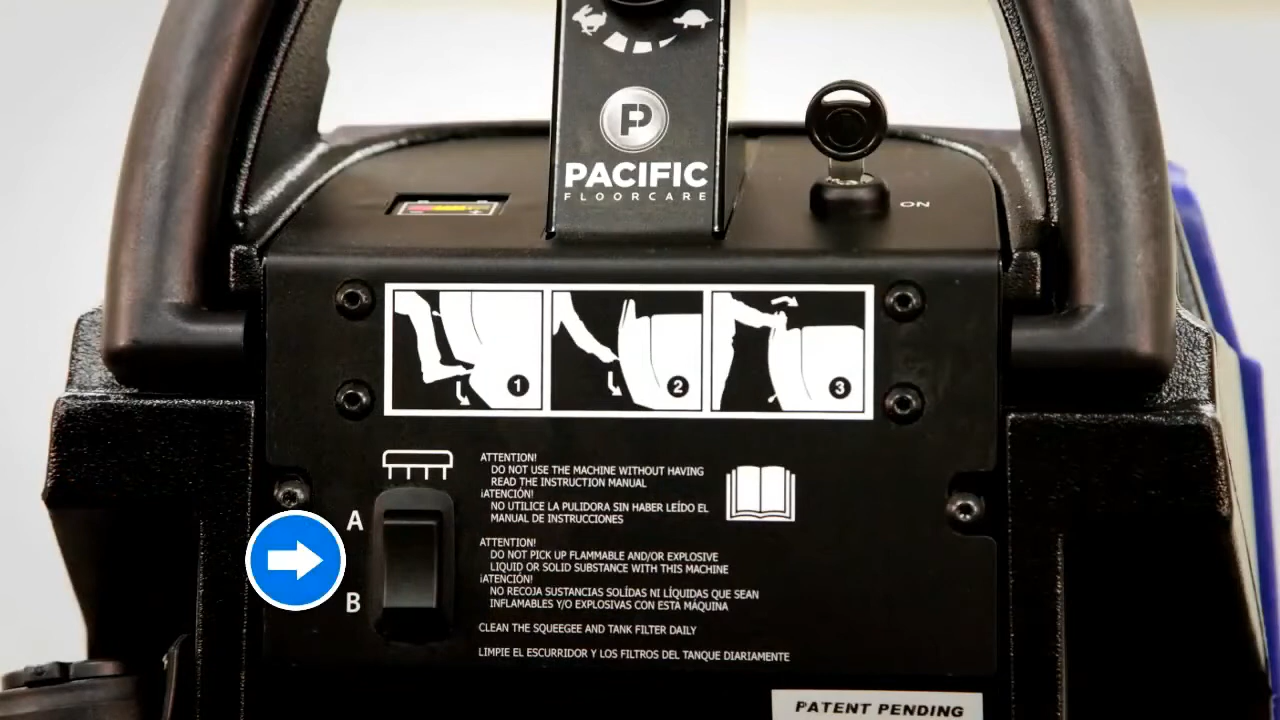 PACIFIC
FLOORCARE
ON
1 2 3
ATTENTION!
DO NOT USE THE MACHINE WITHOUT HAVING
READ THE INSTRUCTION MANUAL
¡ATENCIÓN!
NO UTILICE LA PULIDORA SIN HABER LEÍDO EL
MANUAL DE INSTRUCCIONES
A
B
ATTENTION!
DO NOT PICK UP FLAMMABLE AND/OR EXPLOSIVE
LIQUID OR SOLID SUBSTANCE WITH THIS MACHINE
¡ATENCIÓN!
NO RECOJA SUSTANCIAS SOLÍDAS NI LÍQUIDAS QUE SEAN
INFLAMABLES Y/O EXPLOSIVAS CON ESTA MÁQUINA
CLEAN THE SQUEEGEE AND TANK FILTER DAILY
LIMPIE EL ESCURRIDOR Y LOS FILTROS DEL TANQUE DIARIAMENTE
PATENT PENDING